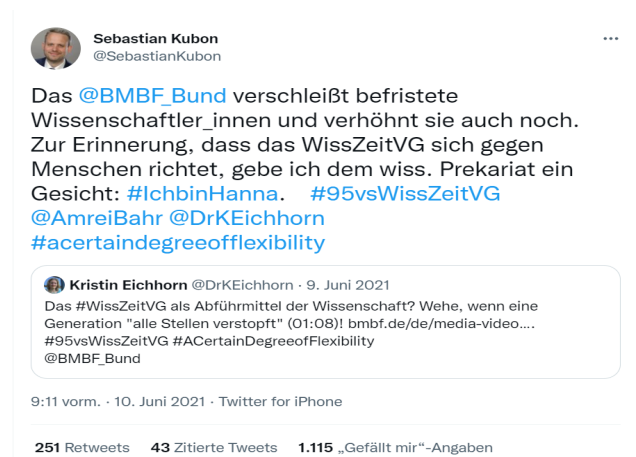 Sebastian Kubon
@SebastianKubon
Das @BMBF_Bund verschleißt befristete
Wissenschaftler_innen und verhöhnt sie auch noch.
Zur Erinnerung, dass das WissZeitVG sich gegen
Menschen richtet, gebe ich dem wiss. Prekariat ein
Gesicht: #IchbinHanna. #95vsWissZeitVG
@AmreiBahr @DrKEichhorn
#acertaindegreeofflexibility
Kristin Eichhorn @DrKEichhorn · 9. Juni 2021
Das #WissZeitVG als Abführmittel der Wissenschaft? Wehe, wenn eine
Generation "alle Stellen verstopft" (01:08)! bmbf.de/de/media-video....
#95vsWissZeitVG #ACertainDegreeofFlexibility
@BMBF_Bund
9:11 vorm. · 10. Juni 2021 · Twitter for iPhone
251 Retweets 43 Zitierte Tweets 1.115 „Gefällt mir“-Angaben